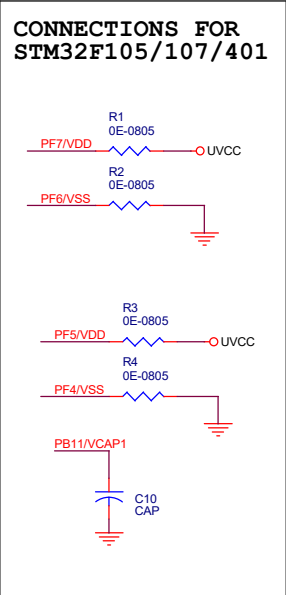 CONNECTIONS FOR
STM32F105/107/401
R1
0E-0805
PF7/VDD
UVCC
R2
0E-0805
PF6/VSS
R3
0E-0805
PF5/VDD
UVCC
R4
0E-0805
PF4/VSS
PB11/VCAP1
C10
CAP